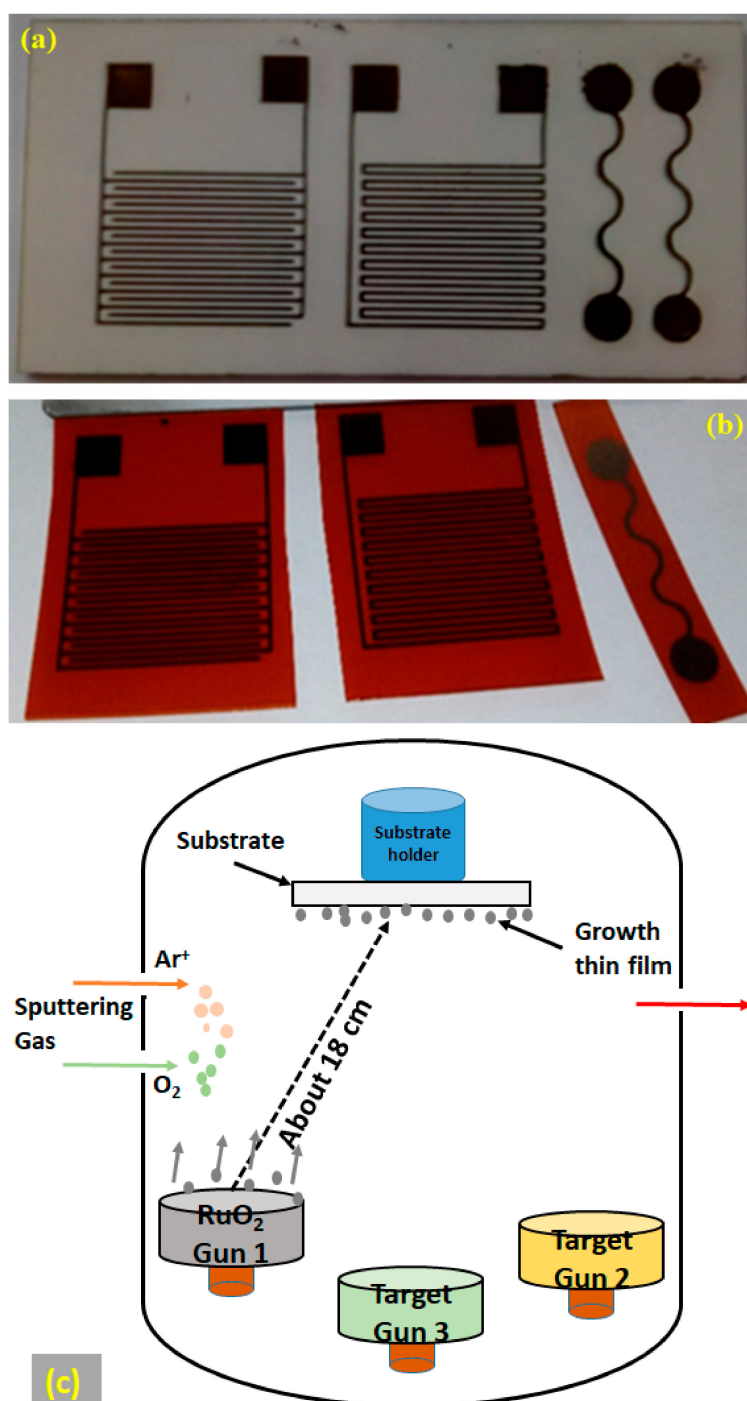 (a)
(b)
Substrate
holder
Substrate
Growth
thin film
Ar⁺
Sputtering
Gas
O₂
About 18 cm
RuO₂
Gun 1
Target
Gun 2
Target
Gun 3
(c)